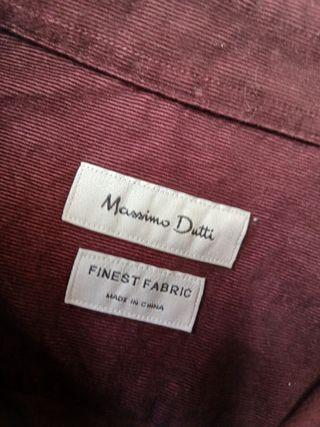 Massimo Dutti
FINEST FABRIC
MADE IN CHINA